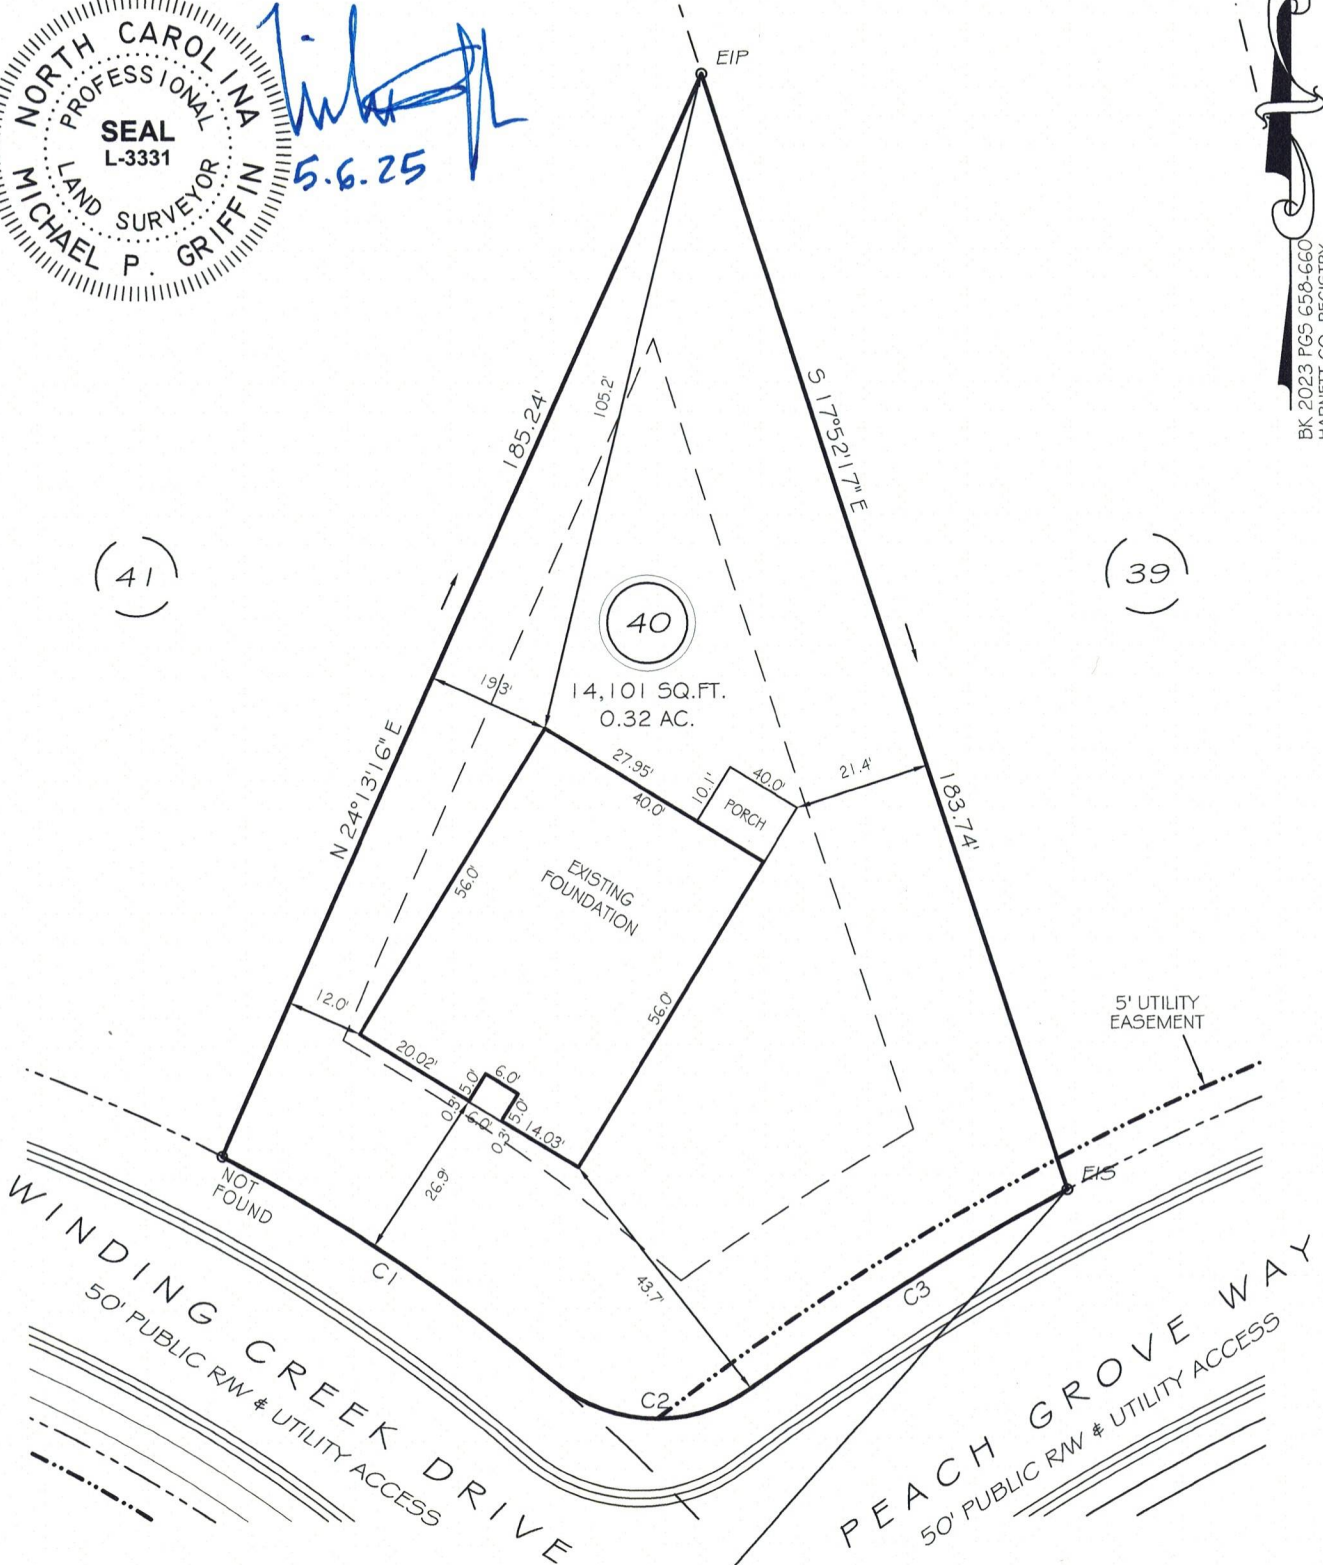 NORTH CAROLINA
PROFESSIONAL
SEAL
L-3331
LAND SURVEYOR
MICHAEL P. GRIFFIN
5.6.25
EIP
BK 2023 PGS 658-660
HARNETT CO. REGISTRY
185.24'
105.2'
S 17°52'17" E
41
39
40
14,101 SQ.FT.
0.32 AC.
19.3'
N 24°13'16" E
27.95'
40.0'
10.1'
40.0'
PORCH
21.4'
183.74'
56.0'
EXISTING
FOUNDATION
56.0'
12.0'
20.02'
5.0'
6.0'
5.0'
0.3'
6.0'
0.3'
14.03'
26.9'
43.7'
5' UTILITY
EASEMENT
NOT
FOUND
EIS
C1
C2
C3
WINDING CREEK DRIVE
50' PUBLIC R/W & UTILITY ACCESS
PEACH GROVE WAY
50' PUBLIC R/W & UTILITY ACCESS